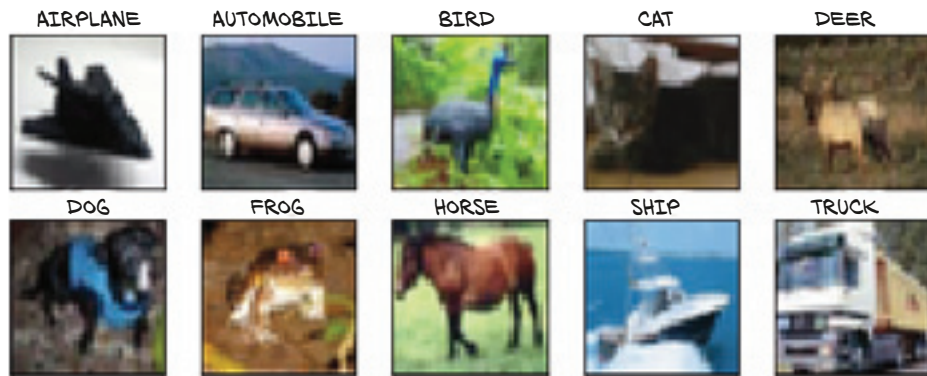 AIRPLANE AUTOMOBILE BIRD CAT DEER
DOG FROG HORSE SHIP TRUCK